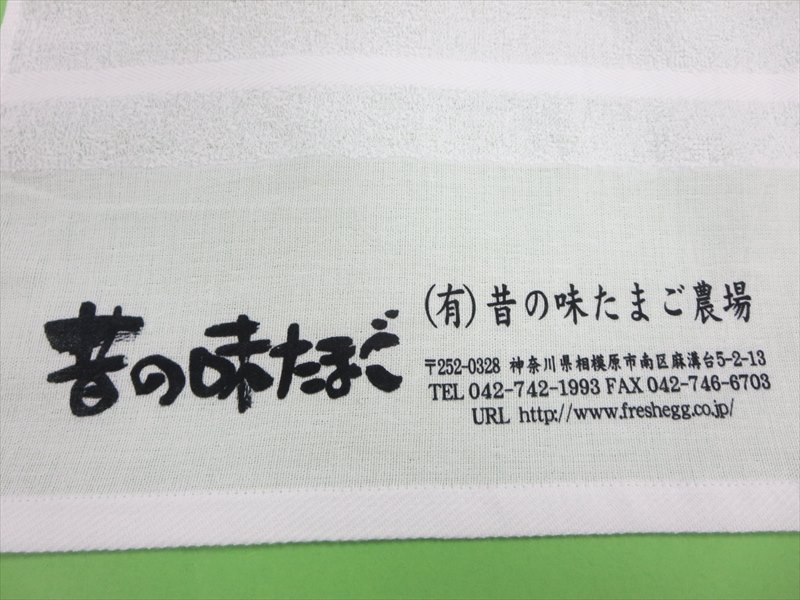 昔の味たまご
(有)昔の味たまご農場
〒252-0328 神奈川県相模原市南区麻溝台5-2-13
TEL 042-742-1993 FAX 042-746-6703
URL http://www.freshegg.co.jp/